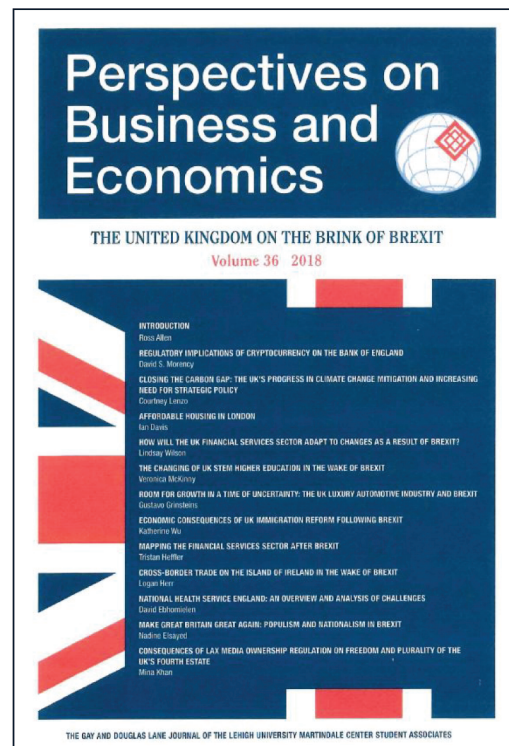 Perspectives on
Business and
Economics
THE UNITED KINGDOM ON THE BRINK OF BREXIT
Volume 36 2018
INTRODUCTION
Ross Allen
REGULATORY IMPLICATIONS OF CRYPTOCURRENCY ON THE BANK OF ENGLAND
David S. Morency
CLOSING THE CARBON GAP: THE UK'S PROGRESS IN CLIMATE CHANGE MITIGATION AND INCREASING
NEED FOR STRATEGIC POLICY
Courtney Lenzo
AFFORDABLE HOUSING IN LONDON
Ian Davis
HOW WILL THE UK FINANCIAL SERVICES SECTOR ADAPT TO CHANGES AS A RESULT OF BREXIT?
Lindsay Wilson
THE CHANGING OF UK STEM HIGHER EDUCATION IN THE WAKE OF BREXIT
Veronica McKinny
ROOM FOR GROWTH IN A TIME OF UNCERTAINTY: THE UK LUXURY AUTOMOTIVE INDUSTRY AND BREXIT
Gustavo Grinsteins
ECONOMIC CONSEQUENCES OF UK IMMIGRATION REFORM FOLLOWING BREXIT
Katherine Wu
MAPPING THE FINANCIAL SERVICES SECTOR AFTER BREXIT
Tristan Heffler
CROSS-BORDER TRADE ON THE ISLAND OF IRELAND IN THE WAKE OF BREXIT
Logan Herr
NATIONAL HEALTH SERVICE ENGLAND: AN OVERVIEW AND ANALYSIS OF CHALLENGES
David Ebhomielen
MAKE GREAT BRITAIN GREAT AGAIN: POPULISM AND NATIONALISM IN BREXIT
Nadine Elsayed
CONSEQUENCES OF LAX MEDIA OWNERSHIP REGULATION ON FREEDOM AND PLURALITY OF THE
UK'S FOURTH ESTATE
Mina Khan
THE GAY AND DOUGLAS LANE JOURNAL OF THE LEHIGH UNIVERSITY MARTINDALE CENTER STUDENT ASSOCIATES